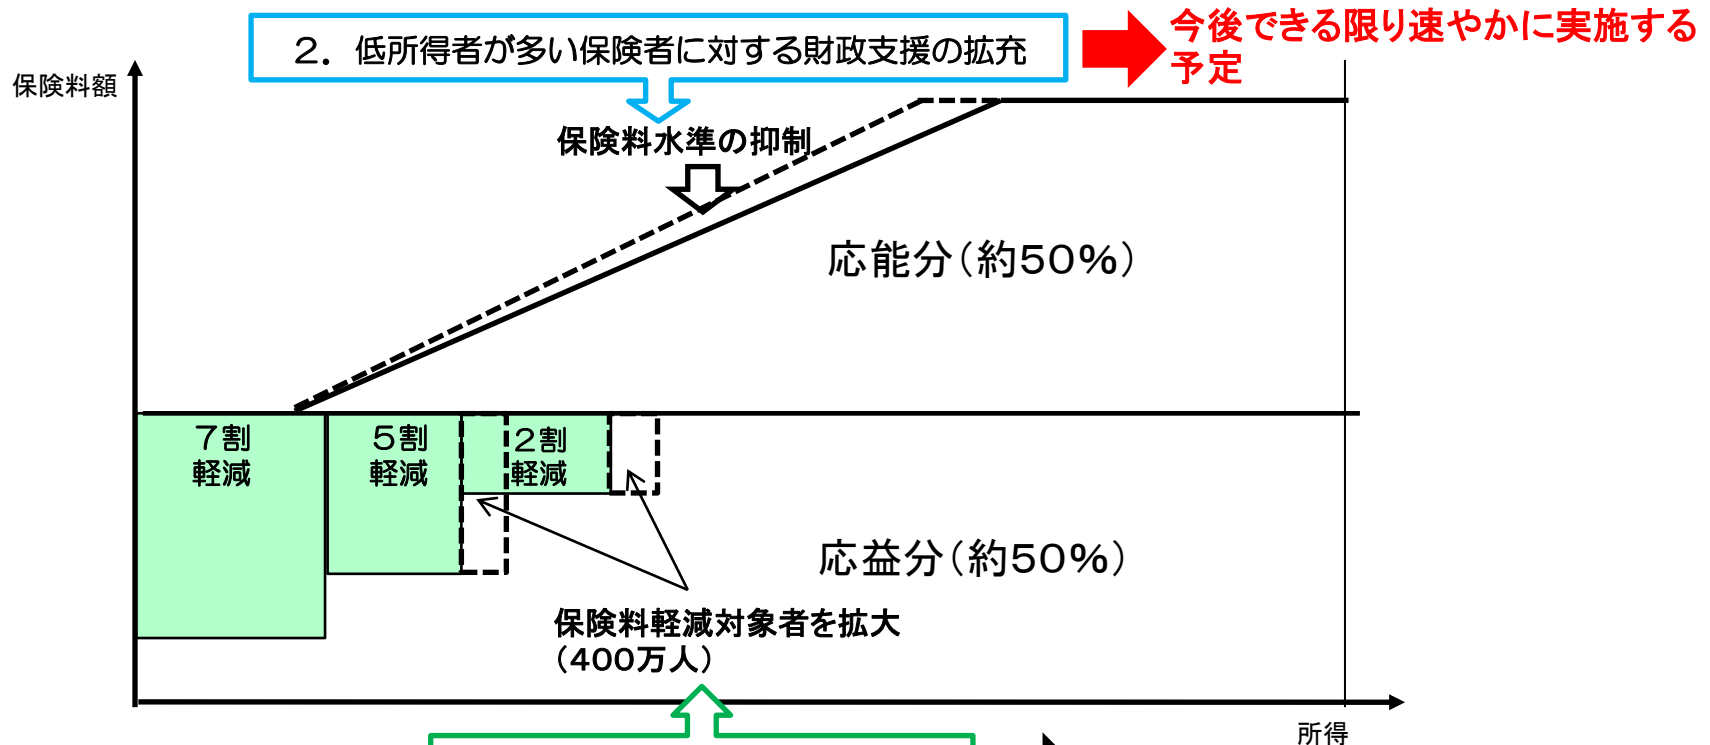 ２．低所得者が多い保険者に対する財政支援の拡充
今後できる限り速やかに実施する
予定
保険料額
保険料水準の抑制
応能分（約５０％）
７割
軽減
５割
軽減
２割
軽減
応益分（約５０％）
保険料軽減対象者を拡大
（４００万人）
所得